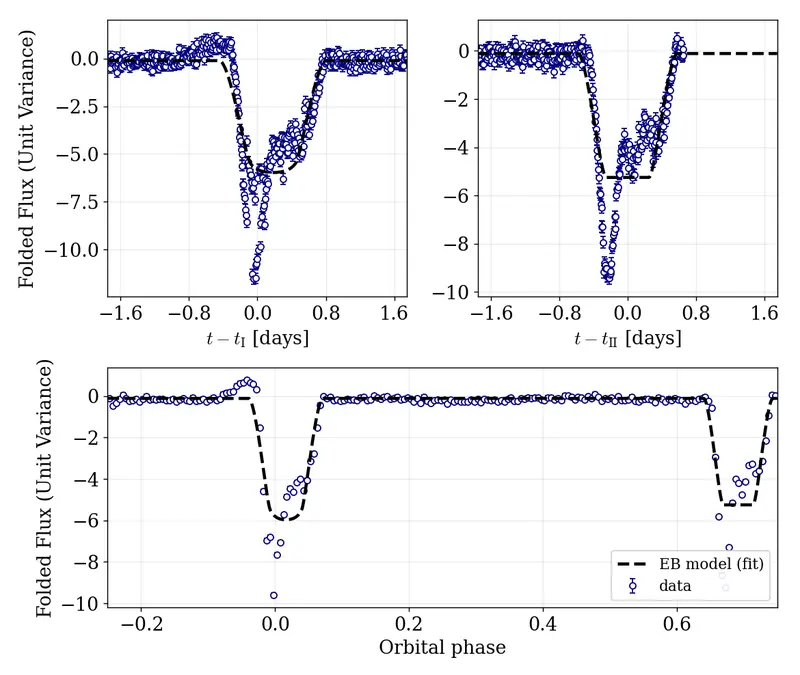 Folded Flux (Unit Variance)
0.0
−2.5
−5.0
−7.5
−10.0
−1.6 −0.8 0.0 0.8 1.6
t − tI [days]
0
−2
−4
−6
−8
−10
−1.6 −0.8 0.0 0.8 1.6
t − tII [days]
Folded Flux (Unit Variance)
0
−2
−4
−6
−8
−10
EB model (fit)
data
−0.2 0.0 0.2 0.4 0.6
Orbital phase